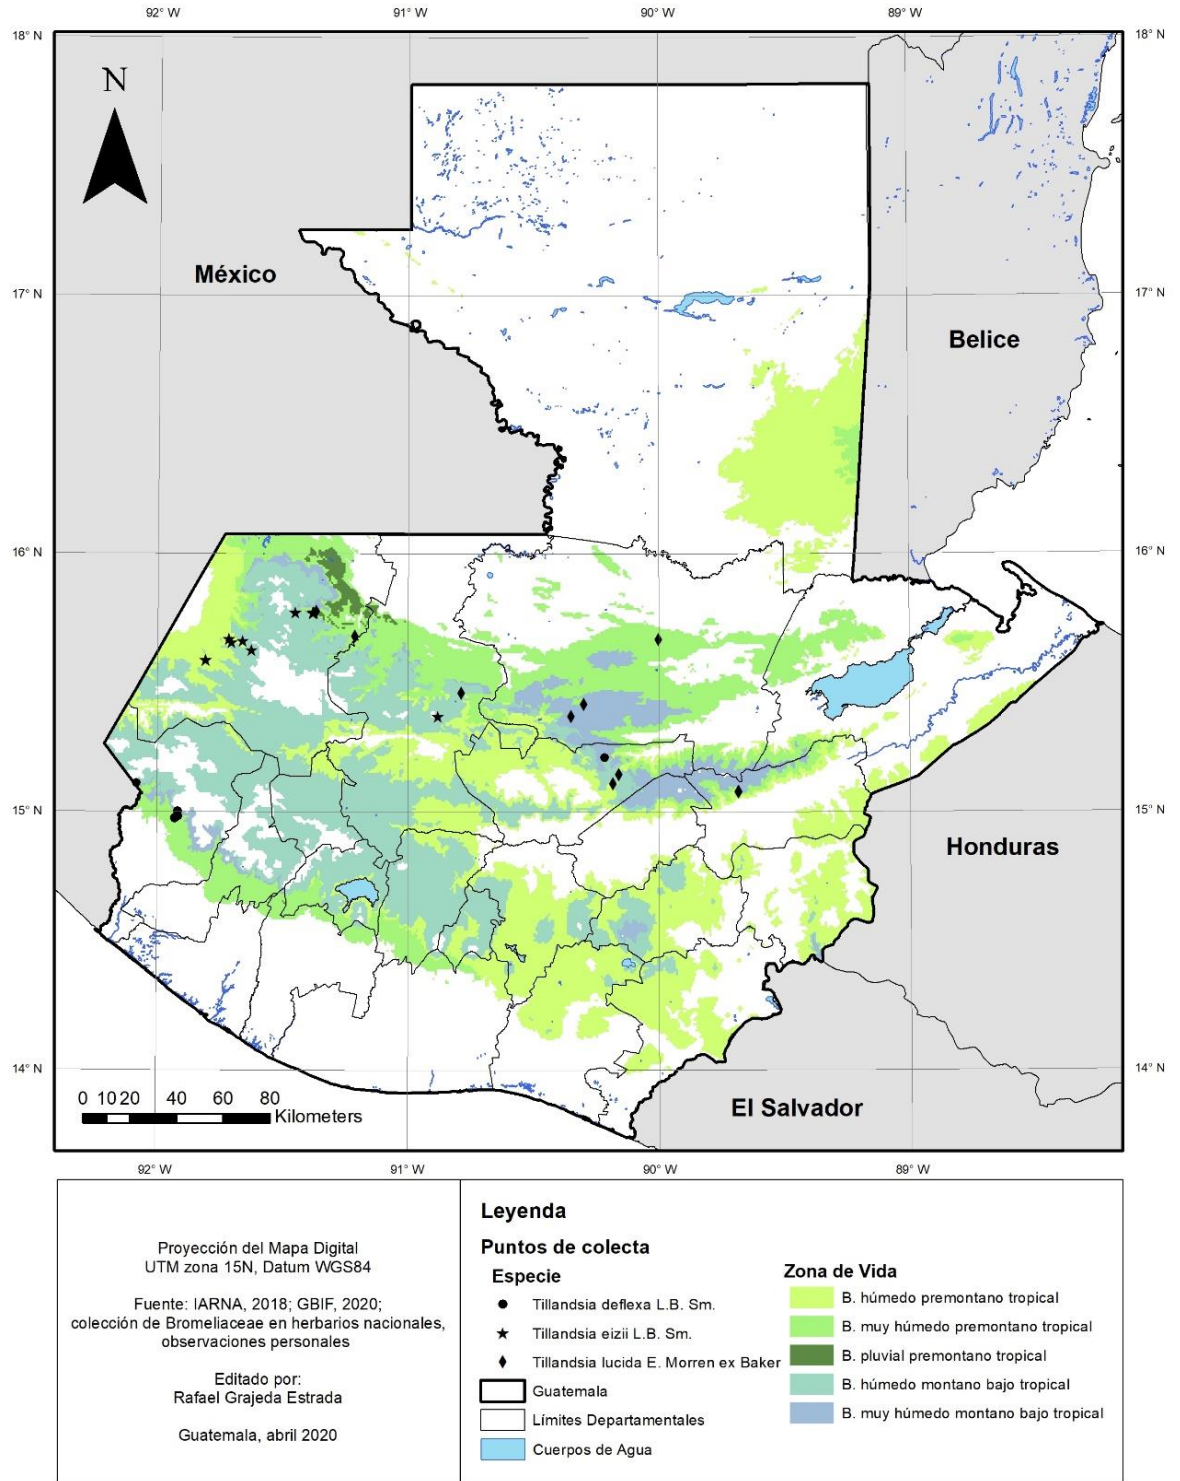 92° W
91° W
90° W
89° W
18° N
18° N
N
México
17° N
17° N
Belice
16° N
16° N
15° N
15° N
Honduras
14° N
14° N
0 10 20 40 60 80
Kilometers
El Salvador
92° W
91° W
90° W
89° W
Proyección del Mapa Digital
UTM zona 15N, Datum WGS84
Fuente: IARNA, 2018; GBIF, 2020;
colección de Bromeliaceae en herbarios nacionales,
observaciones personales
Editado por:
Rafael Grajeda Estrada
Guatemala, abril 2020
Leyenda
Puntos de colecta
Especie
Tillandsia deflexa L.B. Sm.
Tillandsia eizii L.B. Sm.
Tillandsia lucida E. Morren ex Baker
Guatemala
Límites Departamentales
Cuerpos de Agua
Zona de Vida
B. húmedo premontano tropical
B. muy húmedo premontano tropical
B. pluvial premontano tropical
B. húmedo montano bajo tropical
B. muy húmedo montano bajo tropical